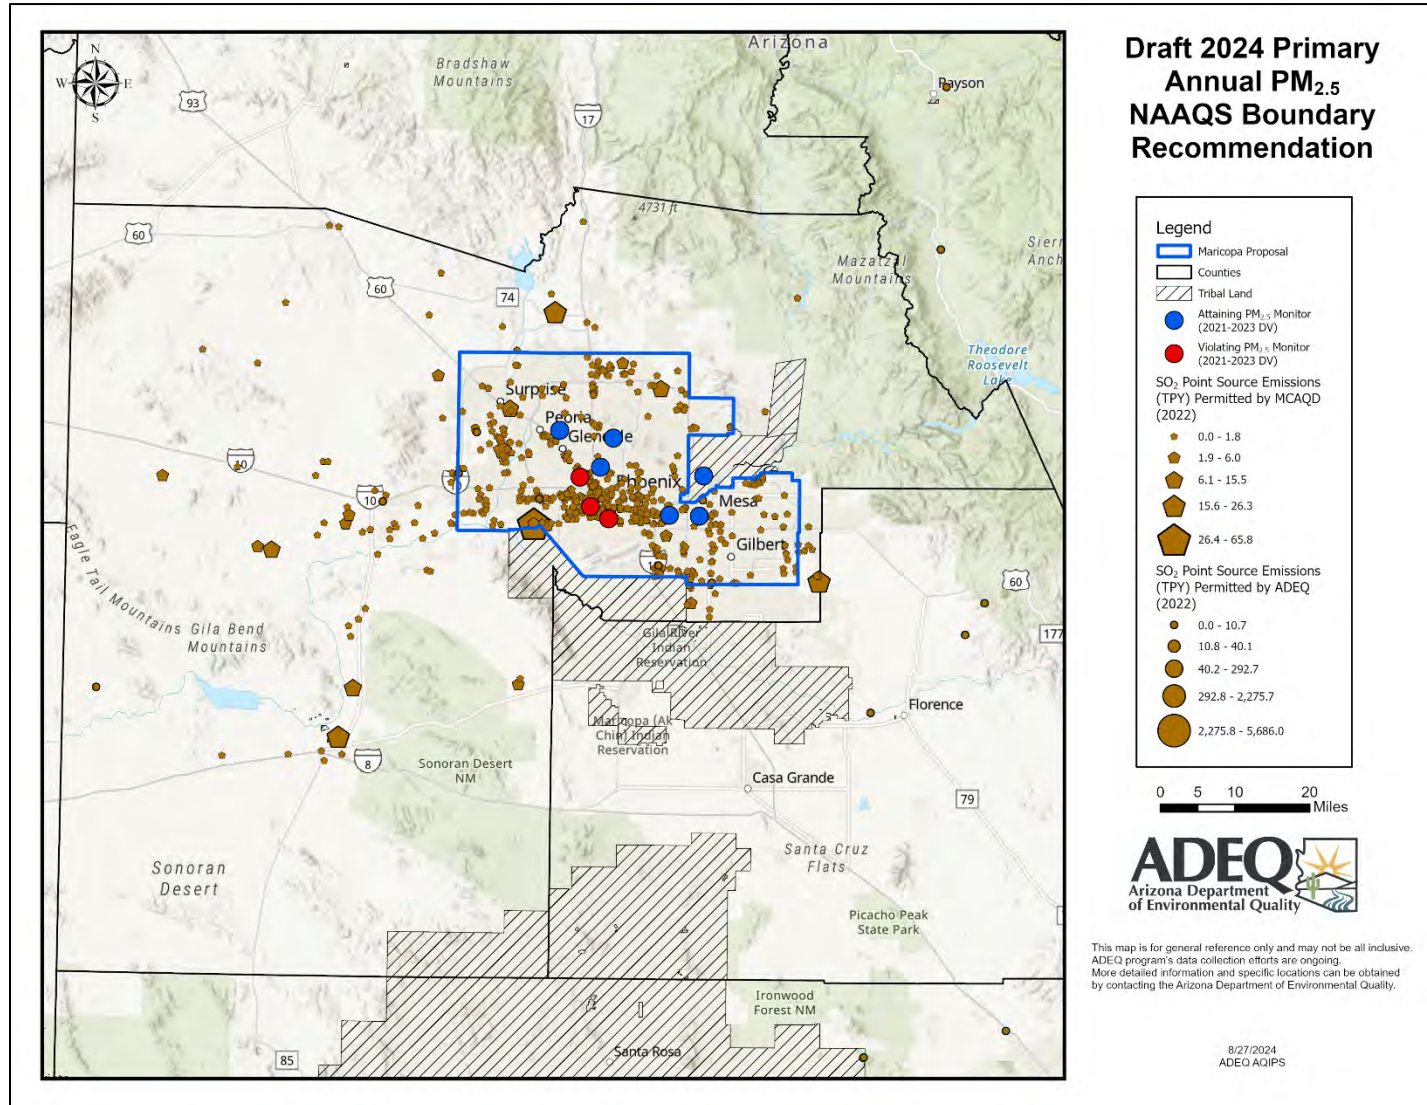 Draft 2024 Primary
Annual PM2.5
NAAQS Boundary
Recommendation
Legend
Maricopa Proposal
Counties
Tribal Land
Attaining PM2.5 Monitor
(2021-2023 DV)
Violating PM2.5 Monitor
(2021-2023 DV)
SO2 Point Source Emissions
(TPY) Permitted by MCAQD
(2022)
0.0 - 1.8
1.9 - 6.0
6.1 - 15.5
15.6 - 26.3
26.4 - 65.8
SO2 Point Source Emissions
(TPY) Permitted by ADEQ
(2022)
0.0 - 10.7
10.8 - 40.1
40.2 - 292.7
292.8 - 2,275.7
2,275.8 - 5,686.0
0 5 10 20
Miles
ADEQ
Arizona Department
of Environmental Quality
This map is for general reference only and may not be all inclusive.
ADEQ program's data collection efforts are ongoing.
More detailed information and specific locations can be obtained
by contacting the Arizona Department of Environmental Quality.
8/27/2024
ADEQ AQIPS
N
W E
S
Arizona
Bradshaw
Mountains
Payson
93
17
4731 ft
60
Mazatzal
Mountains
60
74
Theodore
Roosevelt
Lake
Surprise
Peoria
Phoenix
Mesa
Gilbert
10
10
Eagle Tail Mountains
Gila Bend
Mountains
60
177
Gila River
Indian
Reservation
Florence
Maricopa (Ak
Chin) Indian
Reservation
8
Sonoran Desert
NM
Casa Grande
79
Sonoran
Desert
Santa Cruz
Flats
Picacho Peak
State Park
Ironwood
Forest NM
85
Santa Rosa